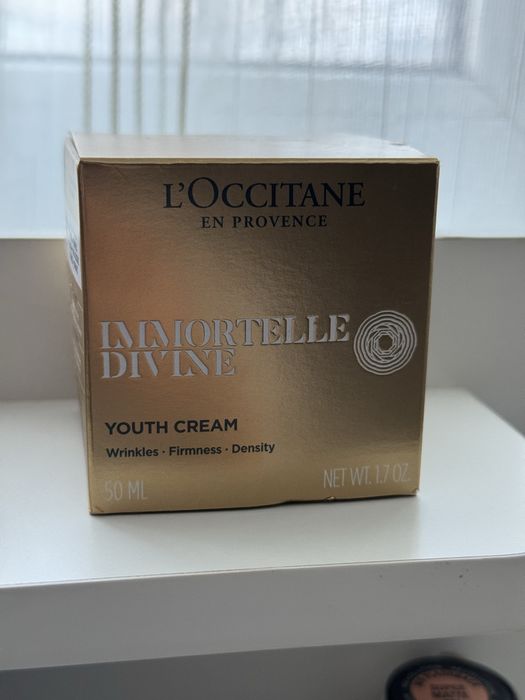 L'OCCITANE
EN PROVENCE
IMMORTELLE
DIVINE
YOUTH CREAM
Wrinkles · Firmness · Density
50 ML
NET WT. 1.7 OZ.